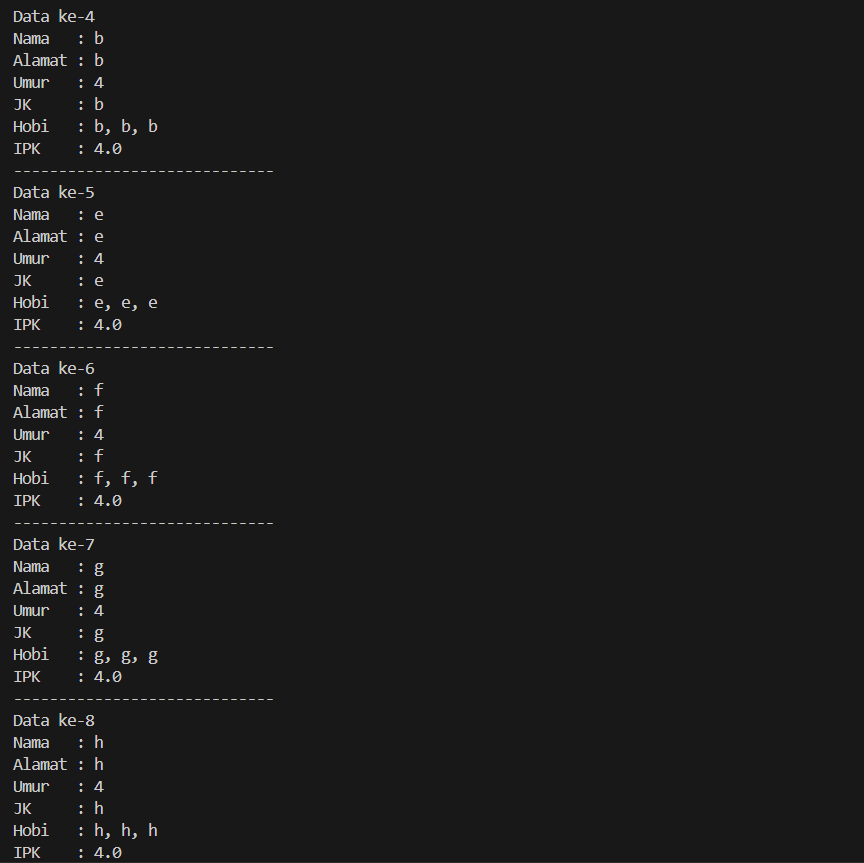 Data ke-4
Nama   : b
Alamat : b
Umur   : 4
JK     : b
Hobi   : b, b, b
IPK    : 4.0
-----------------------------
Data ke-5
Nama   : e
Alamat : e
Umur   : 4
JK     : e
Hobi   : e, e, e
IPK    : 4.0
-----------------------------
Data ke-6
Nama   : f
Alamat : f
Umur   : 4
JK     : f
Hobi   : f, f, f
IPK    : 4.0
-----------------------------
Data ke-7
Nama   : g
Alamat : g
Umur   : 4
JK     : g
Hobi   : g, g, g
IPK    : 4.0
-----------------------------
Data ke-8
Nama   : h
Alamat : h
Umur   : 4
JK     : h
Hobi   : h, h, h
IPK    : 4.0